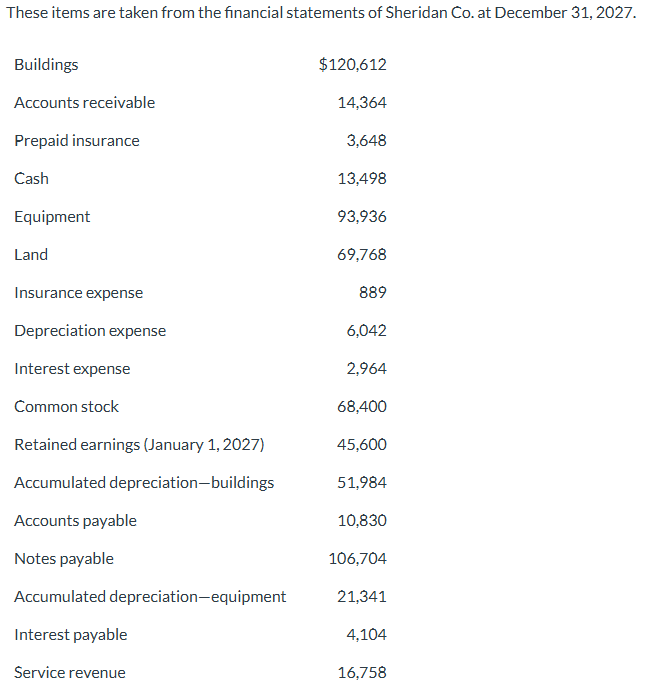 These items are taken from the financial statements of Sheridan Co. at December 31, 2027.
Buildings $120,612
Accounts receivable 14,364
Prepaid insurance 3,648
Cash 13,498
Equipment 93,936
Land 69,768
Insurance expense 889
Depreciation expense 6,042
Interest expense 2,964
Common stock 68,400
Retained earnings (January 1, 2027) 45,600
Accumulated depreciation—buildings 51,984
Accounts payable 10,830
Notes payable 106,704
Accumulated depreciation—equipment 21,341
Interest payable 4,104
Service revenue 16,758